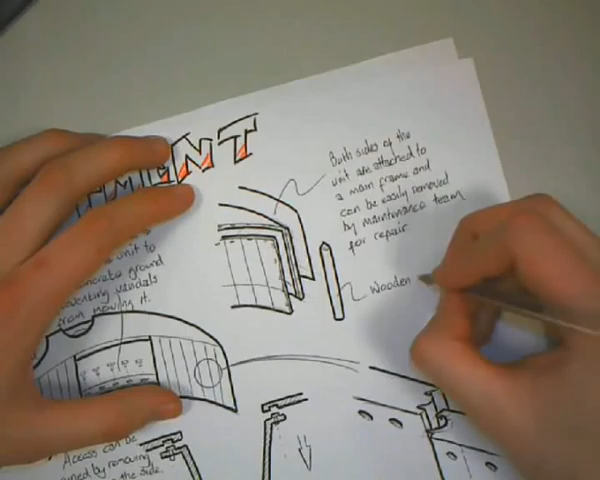 MENT
Both sides of the
unit are attached to
a main frame and
can be easily removed
by maintenance team
for repair.
unit to
ground
vandals
from moving it.
Wooden
Access can be
by removing
the side.